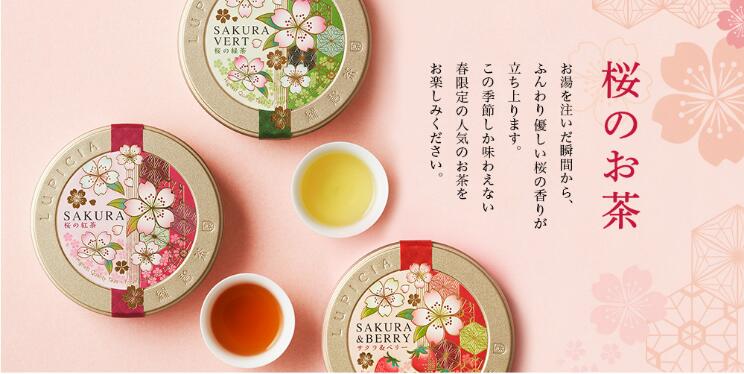 桜のお茶
お湯を注いだ瞬間から、
ふんわり優しい桜の香りが
立ち上ります。
この季節しか味わえない
春限定の人気のお茶を
お楽しみください。
SAKURA
VERT
桜の緑茶
LUPICIA
SAKURA
桜の紅茶
LUPICIA
SAKURA
&BERRY
サクラ&ベリー
LUPICIA